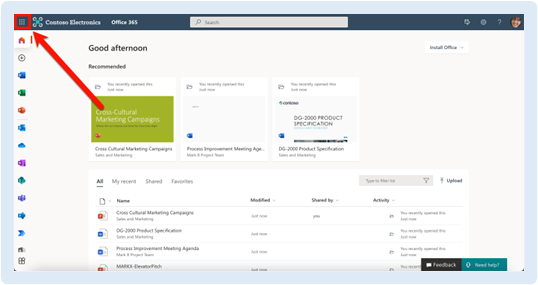 Contoso Electronics Office 365 Search
Good afternoon
Install Office
Recommended
You recently opened this
Just now
You recently opened this
Just now
You recently opened this
Just now
Cross-Cultural
Marketing Campaigns
contoso
DG-2000 PRODUCT
SPECIFICATION
Cross Cultural Marketing Campaigns
Sales and Marketing
Process Improvement Meeting Age...
Mark 8 Project Team
DG-2000 Product Specification
Sales and Marketing
All My recent Shared Favorites
Type to filter list
Upload
Name Modified Shared by Activity
Cross Cultural Marketing Campaigns
Sales and Marketing
Just now you
You recently opened this
Just now
DG-2000 Product Specification
Sales and Marketing
Just now
You recently opened this
Just now
Process Improvement Meeting Agenda
Mark 8 Project Team
Just now
You recently opened this
Just now
MARKX-ElevatorPitch
Feedback
Need help?